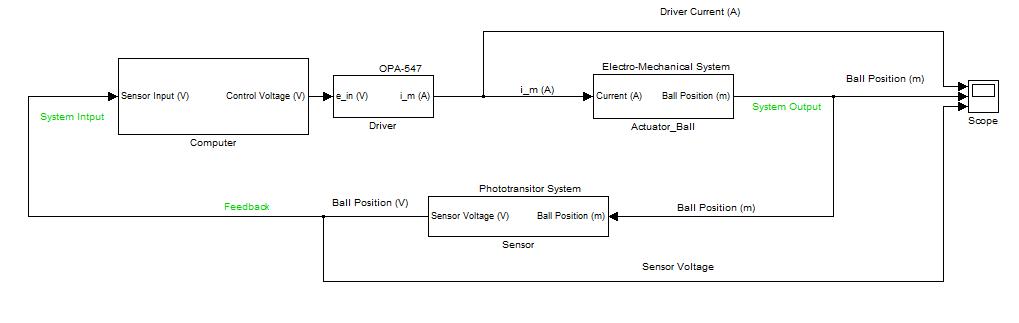 Driver Current (A)
OPA-547
Electro-Mechanical System
Ball Position (m)
Sensor Input (V)
Control Voltage (V)
e_in (V)
i_m (A)
i_m (A)
Current (A)
Ball Position (m)
System Output
System Intput
Driver
Actuator_Ball
Scope
Computer
Phototransitor System
Feedback
Ball Position (V)
Sensor Voltage (V)
Ball Position (m)
Ball Position (m)
Sensor
Sensor Voltage